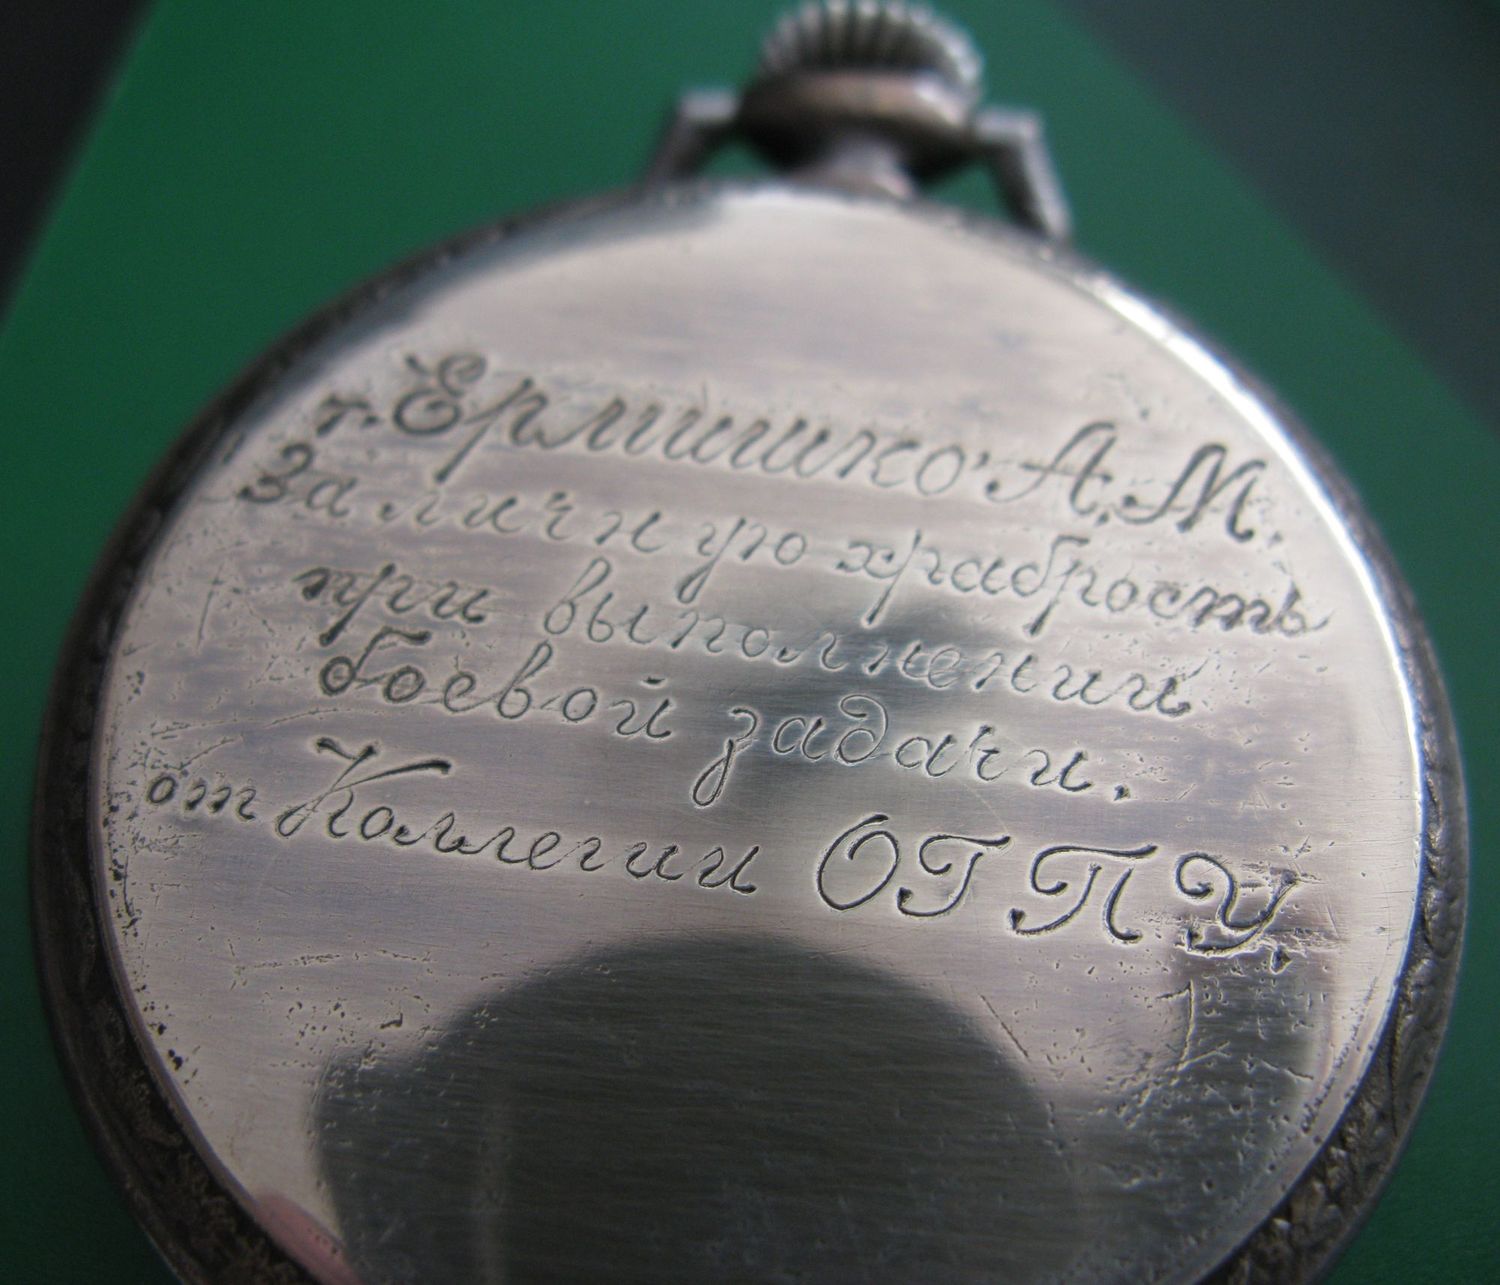 т. Ермишко А.М.
За личную храбрость
при выполнении
боевой задачи.
от Коллегии ОГПУ